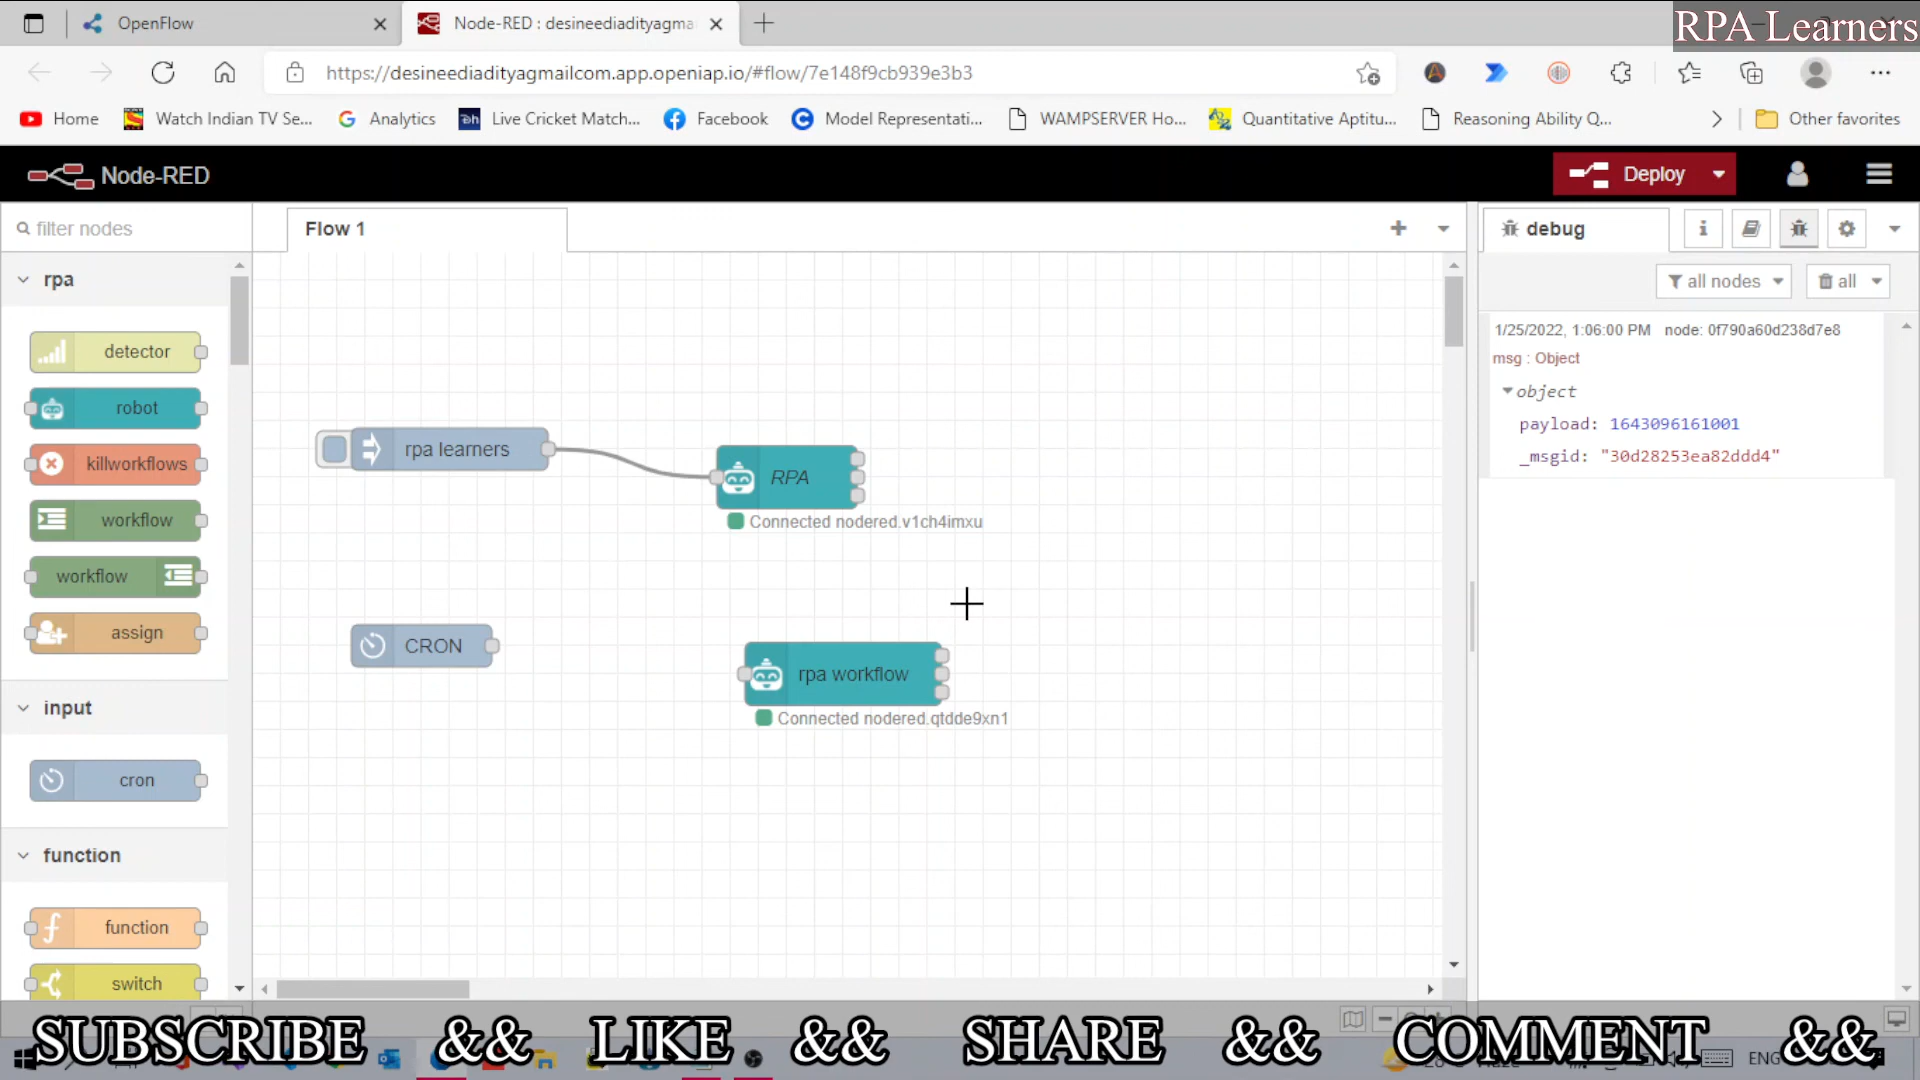 OpenFlow
Node-RED : desineediadityagma
RPA Learners
https://desineediadityagmailcom.app.openiap.io/#flow/7e148f9cb939e3b3
Home
Watch Indian TV Se...
Analytics
Live Cricket Match...
Facebook
Model Representati...
WAMPSERVER Ho...
Quantitative Aptitu...
Reasoning Ability Q...
Other favorites
Node-RED
Deploy
filter nodes
Flow 1
debug
rpa
all nodes
all
detector
robot
killworkflows
workflow
workflow
assign
input
cron
function
function
switch
rpa learners
RPA
Connected nodered.v1ch4imxu
CRON
rpa workflow
Connected nodered.qtdde9xn1
1/25/2022, 1:06:00 PM node: 0f790a60d238d7e8
msg : Object
object
payload: 1643096161001
_msgid: "30d28253ea82ddd4"
SUBSCRIBE && LIKE && SHARE && COMMENT &&
ENG